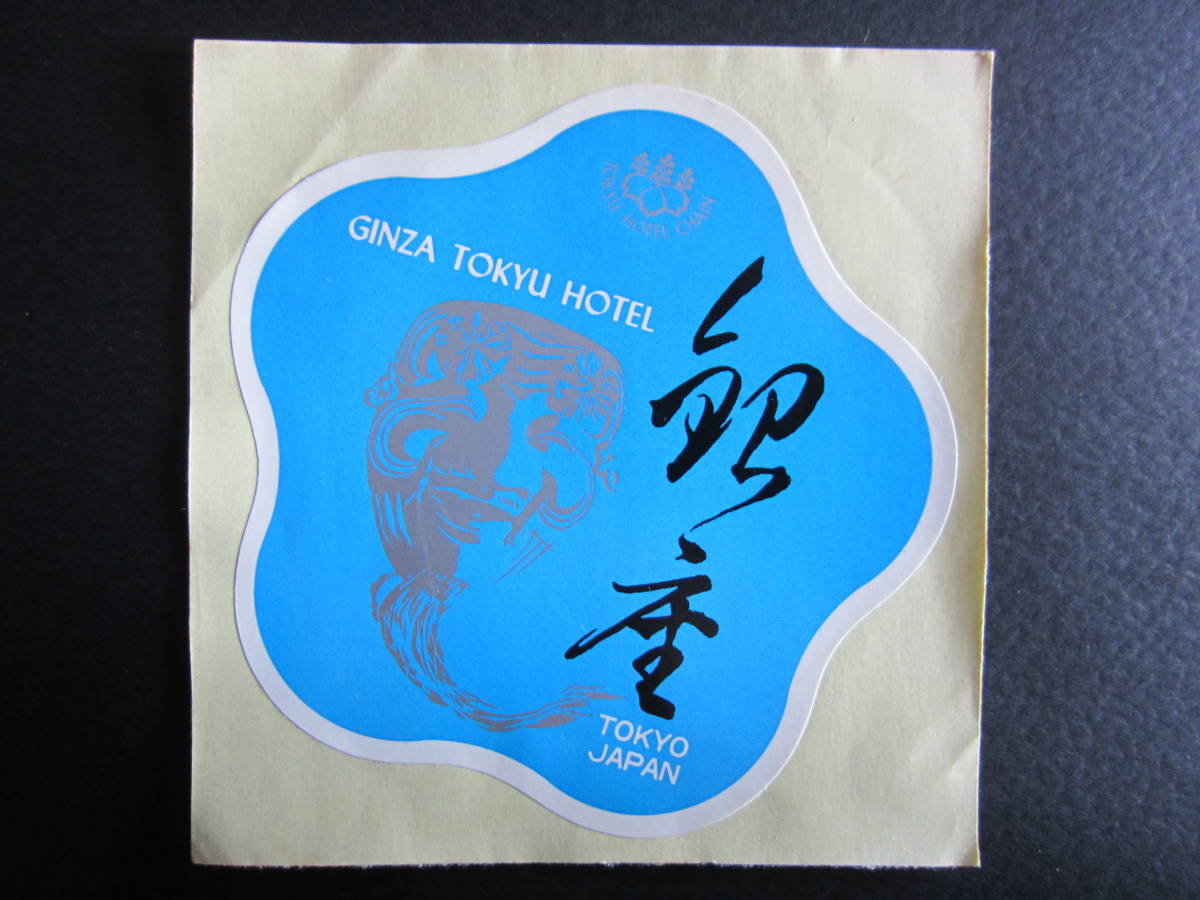 TOKYU HOTEL CHAIN
GINZA TOKYU HOTEL
銀座
TOKYO
JAPAN